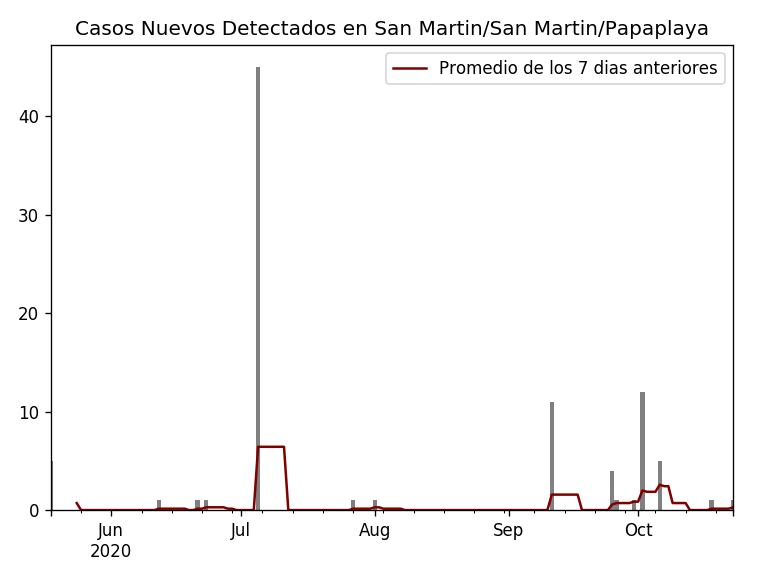 Casos Nuevos Detectados en San Martin/San Martin/Papaplaya
Promedio de los 7 dias anteriores
40
30
20
10
0
Jun
2020
Jul
Aug
Sep
Oct